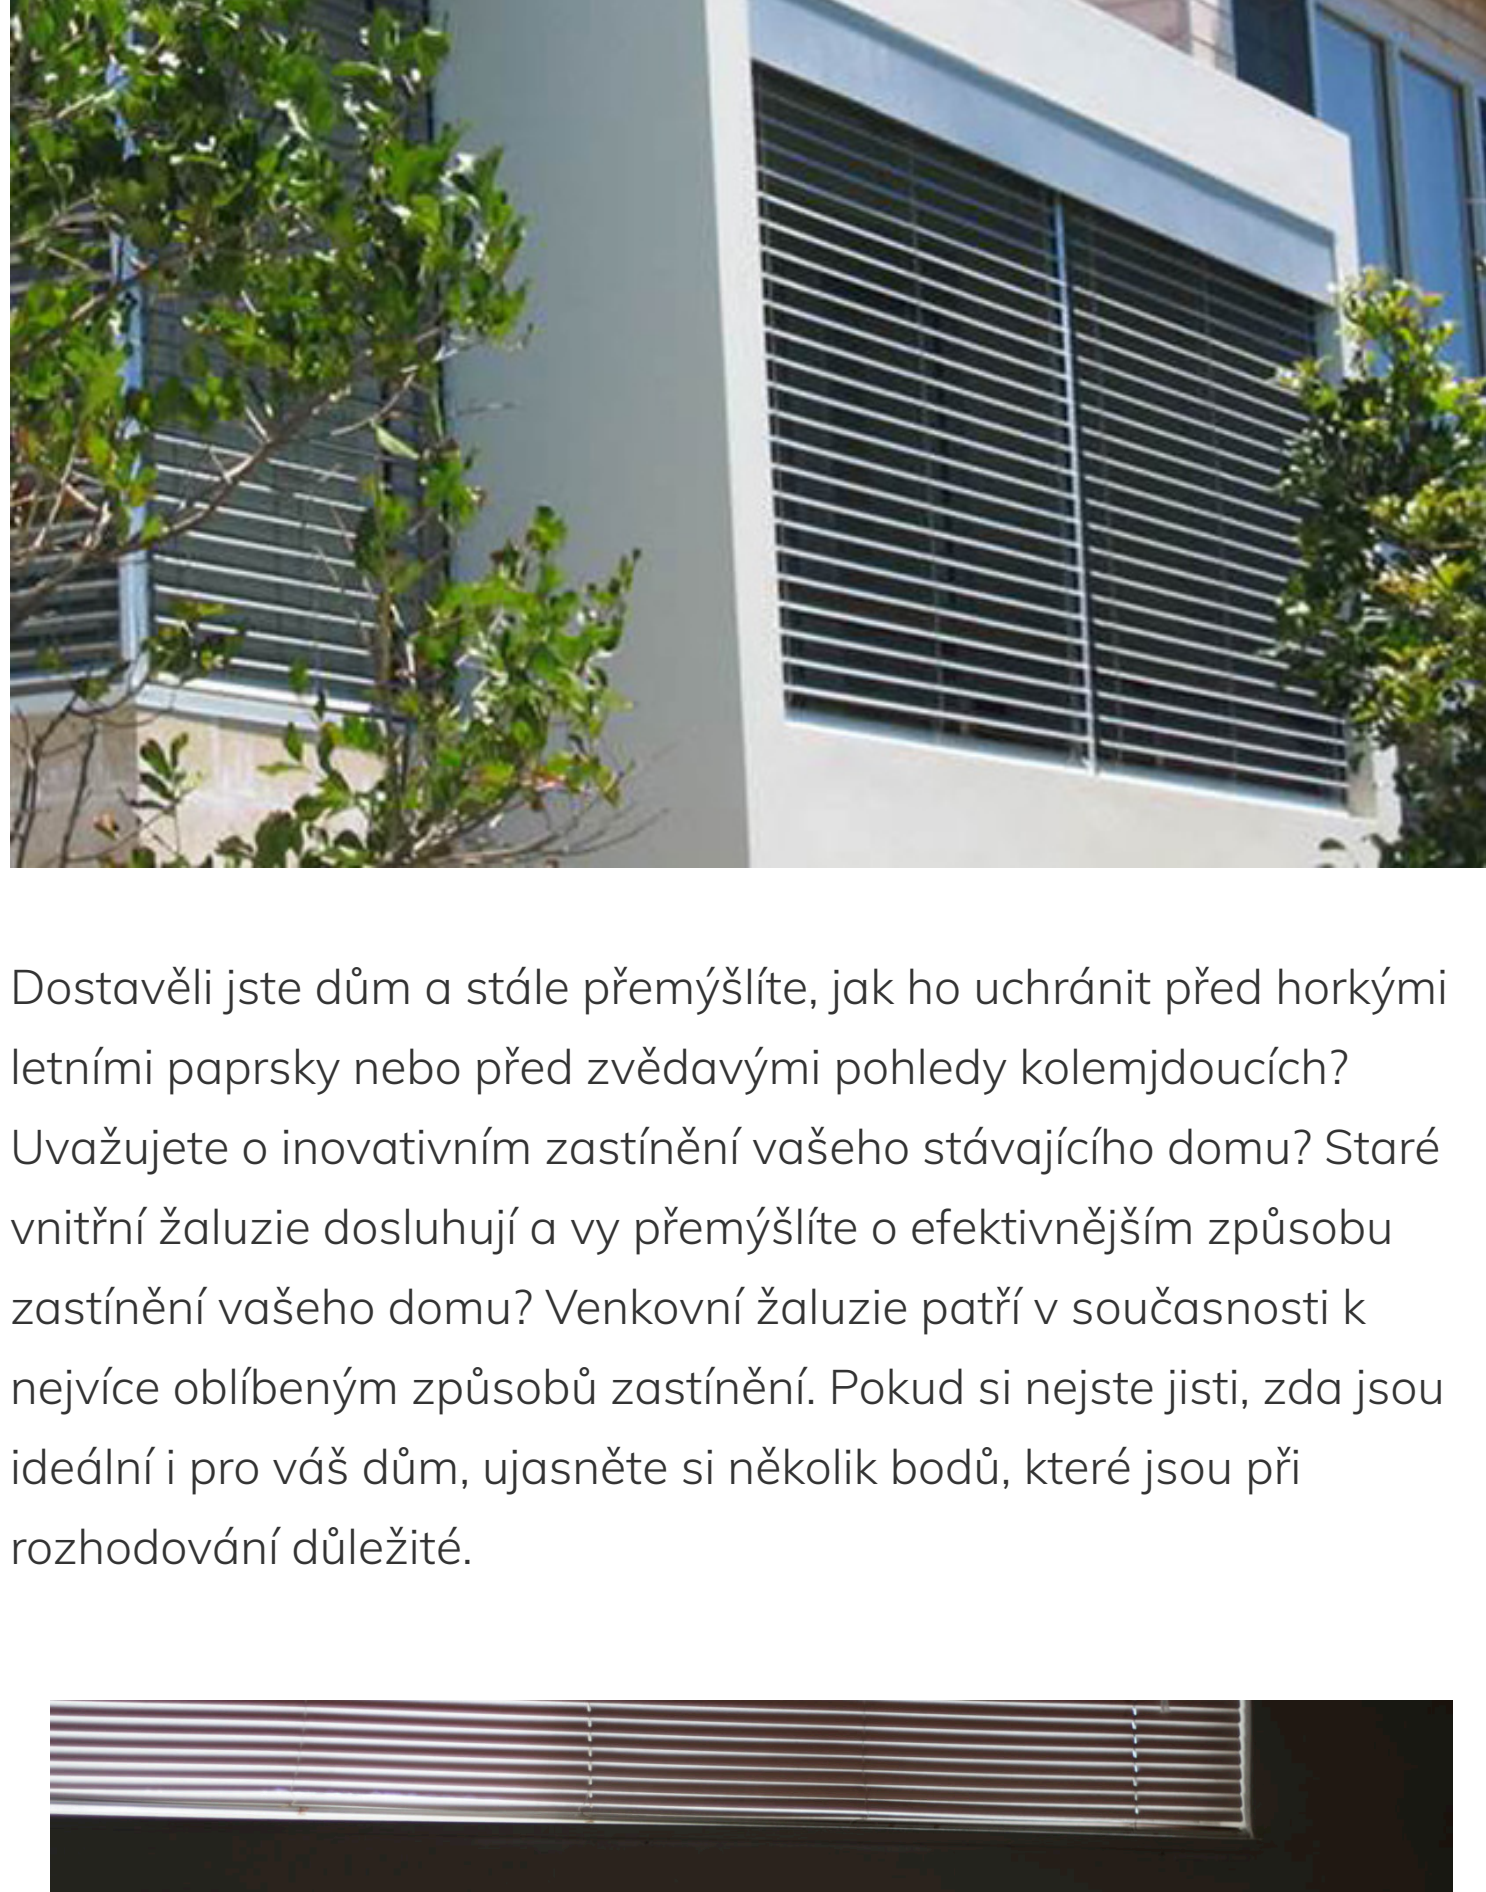 Dostavěli jste dům a stále přemýšlíte, jak ho uchránit před horkými
letními paprsky nebo před zvědavými pohledy kolemjdoucích?
Uvažujete o inovativním zastínění vašeho stávajícího domu? Staré
vnitřní žaluzie dosluhují a vy přemýšlíte o efektivnějším způsobu
zastínění vašeho domu? Venkovní žaluzie patří v současnosti k
nejvíce oblíbeným způsobů zastínění. Pokud si nejste jisti, zda jsou
ideální i pro váš dům, ujasněte si několik bodů, které jsou při
rozhodování důležité.